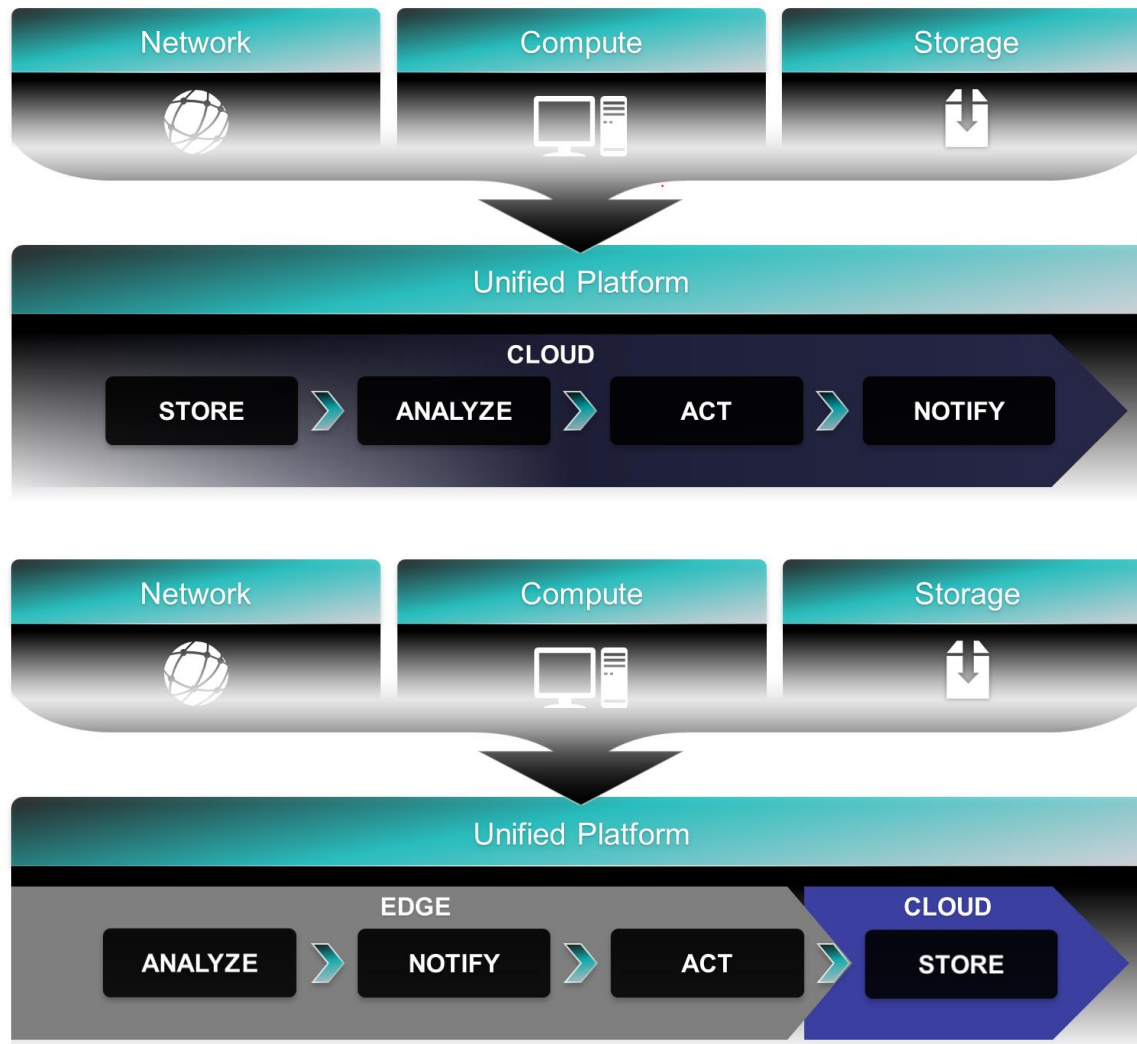 Network Compute Storage
Unified Platform
CLOUD
STORE ANALYZE ACT NOTIFY
Network Compute Storage
Unified Platform
EDGE CLOUD
ANALYZE NOTIFY ACT STORE